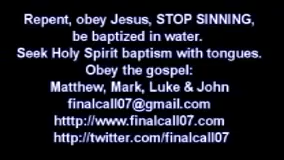 Repent, obey Jesus, STOP SINNING,
be baptized in water.
Seek Holy Spirit baptism with tongues.
Obey the gospel:
Matthew, Mark, Luke & John
finalcall07@gmail.com
htttp://www.finalcall07.com
http://twitter.com/finalcall07